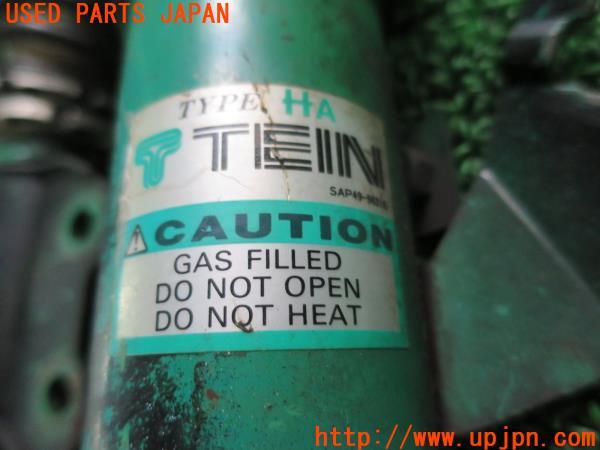 USED PARTS JAPAN
TYPE HA
TEIN
CAUTION
GAS FILLED
DO NOT OPEN
DO NOT HEAT
http://www.upjpn.com/